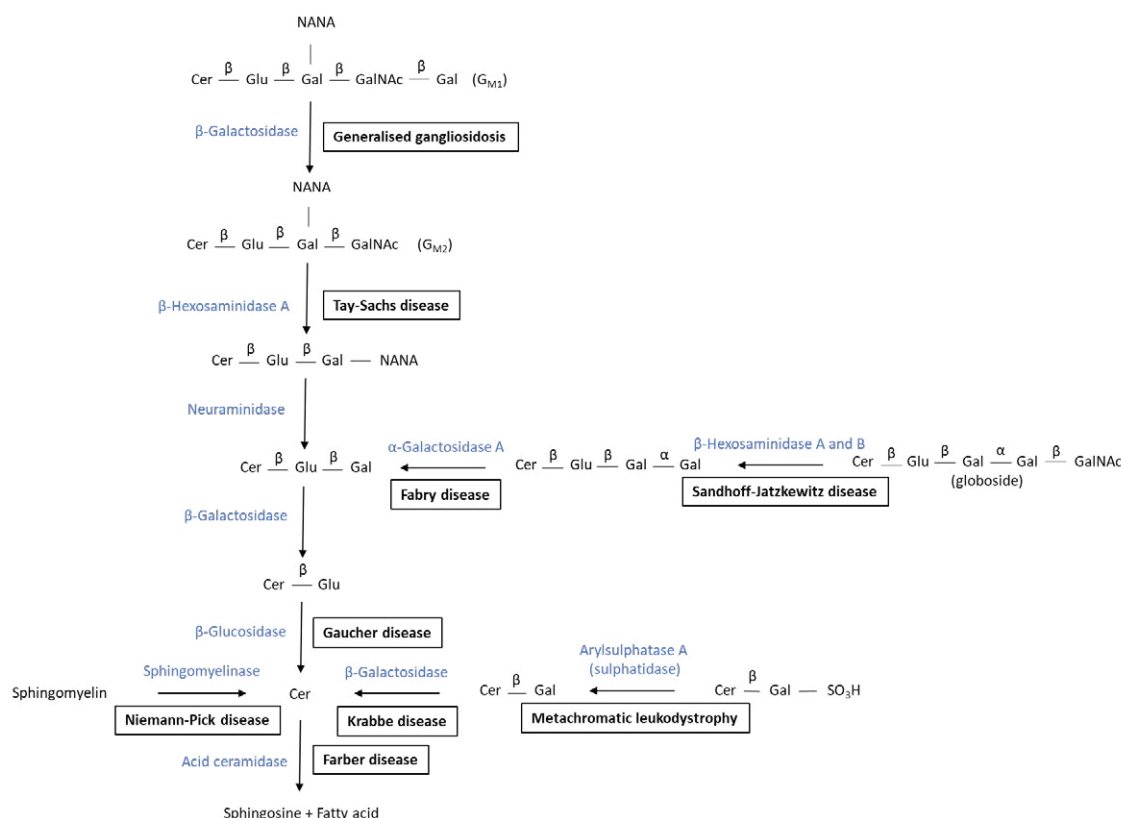 NANA
β β β β
Cer Glu Gal GalNAc Gal (GM1)
β-Galactosidase Generalised gangliosidosis
NANA
β β β
Cer Glu Gal GalNAc (GM2)
β-Hexosaminidase A Tay-Sachs disease
β β
Cer Glu Gal NANA
Neuraminidase
α-Galactosidase A β-Hexosaminidase A and B
β β β β α β β α β
Cer Glu Gal Cer Glu Gal Gal Cer Glu Gal Gal GalNAc
Fabry disease Sandhoff-Jatzkewitz disease (globoside)
β-Galactosidase
β
Cer Glu
β-Glucosidase Gaucher disease
Arylsulphatase A
Sphingomyelinase β-Galactosidase (sulphatidase)
β β
Sphingomyelin Cer Cer Gal Cer Gal SO3H
Niemann-Pick disease Krabbe disease Metachromatic leukodystrophy
Acid ceramidase Farber disease
Sphingosine + Fatty acid